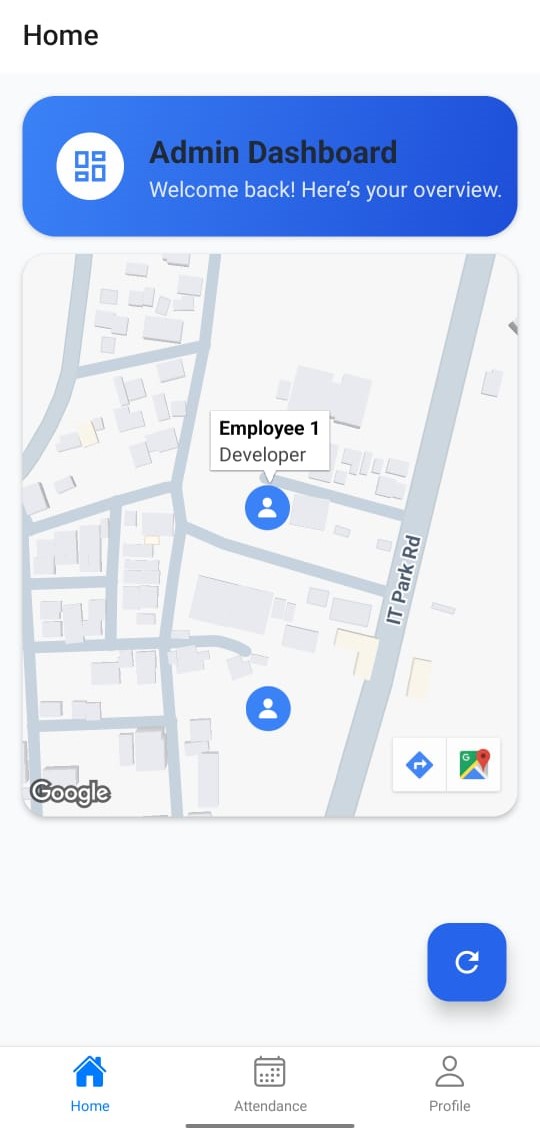 Home
Admin Dashboard
Welcome back! Here’s your overview.
Employee 1
Developer
IT Park Rd
G
Google
Home
Attendance
Profile